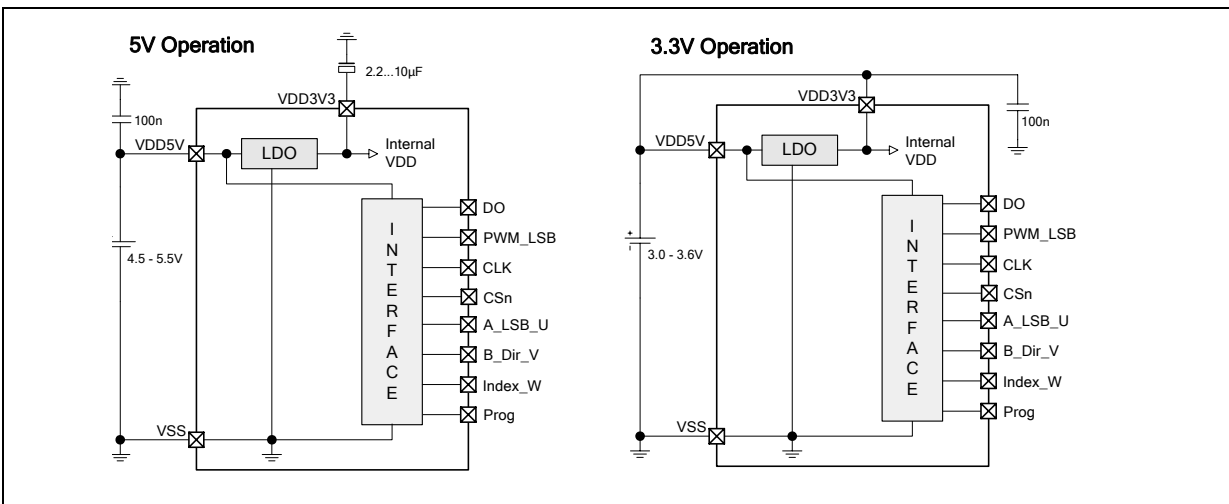 5V Operation
2.2...10µF
VDD3V3
100n
VDD5V
LDO
Internal
VDD
INTERFACE
DO
PWM_LSB
CLK
CSn
A_LSB_U
B_Dir_V
Index_W
Prog
4.5 - 5.5V
VSS
3.3V Operation
VDD3V3
100n
VDD5V
LDO
Internal
VDD
INTERFACE
DO
PWM_LSB
CLK
CSn
A_LSB_U
B_Dir_V
Index_W
Prog
+
-
3.0 - 3.6V
VSS